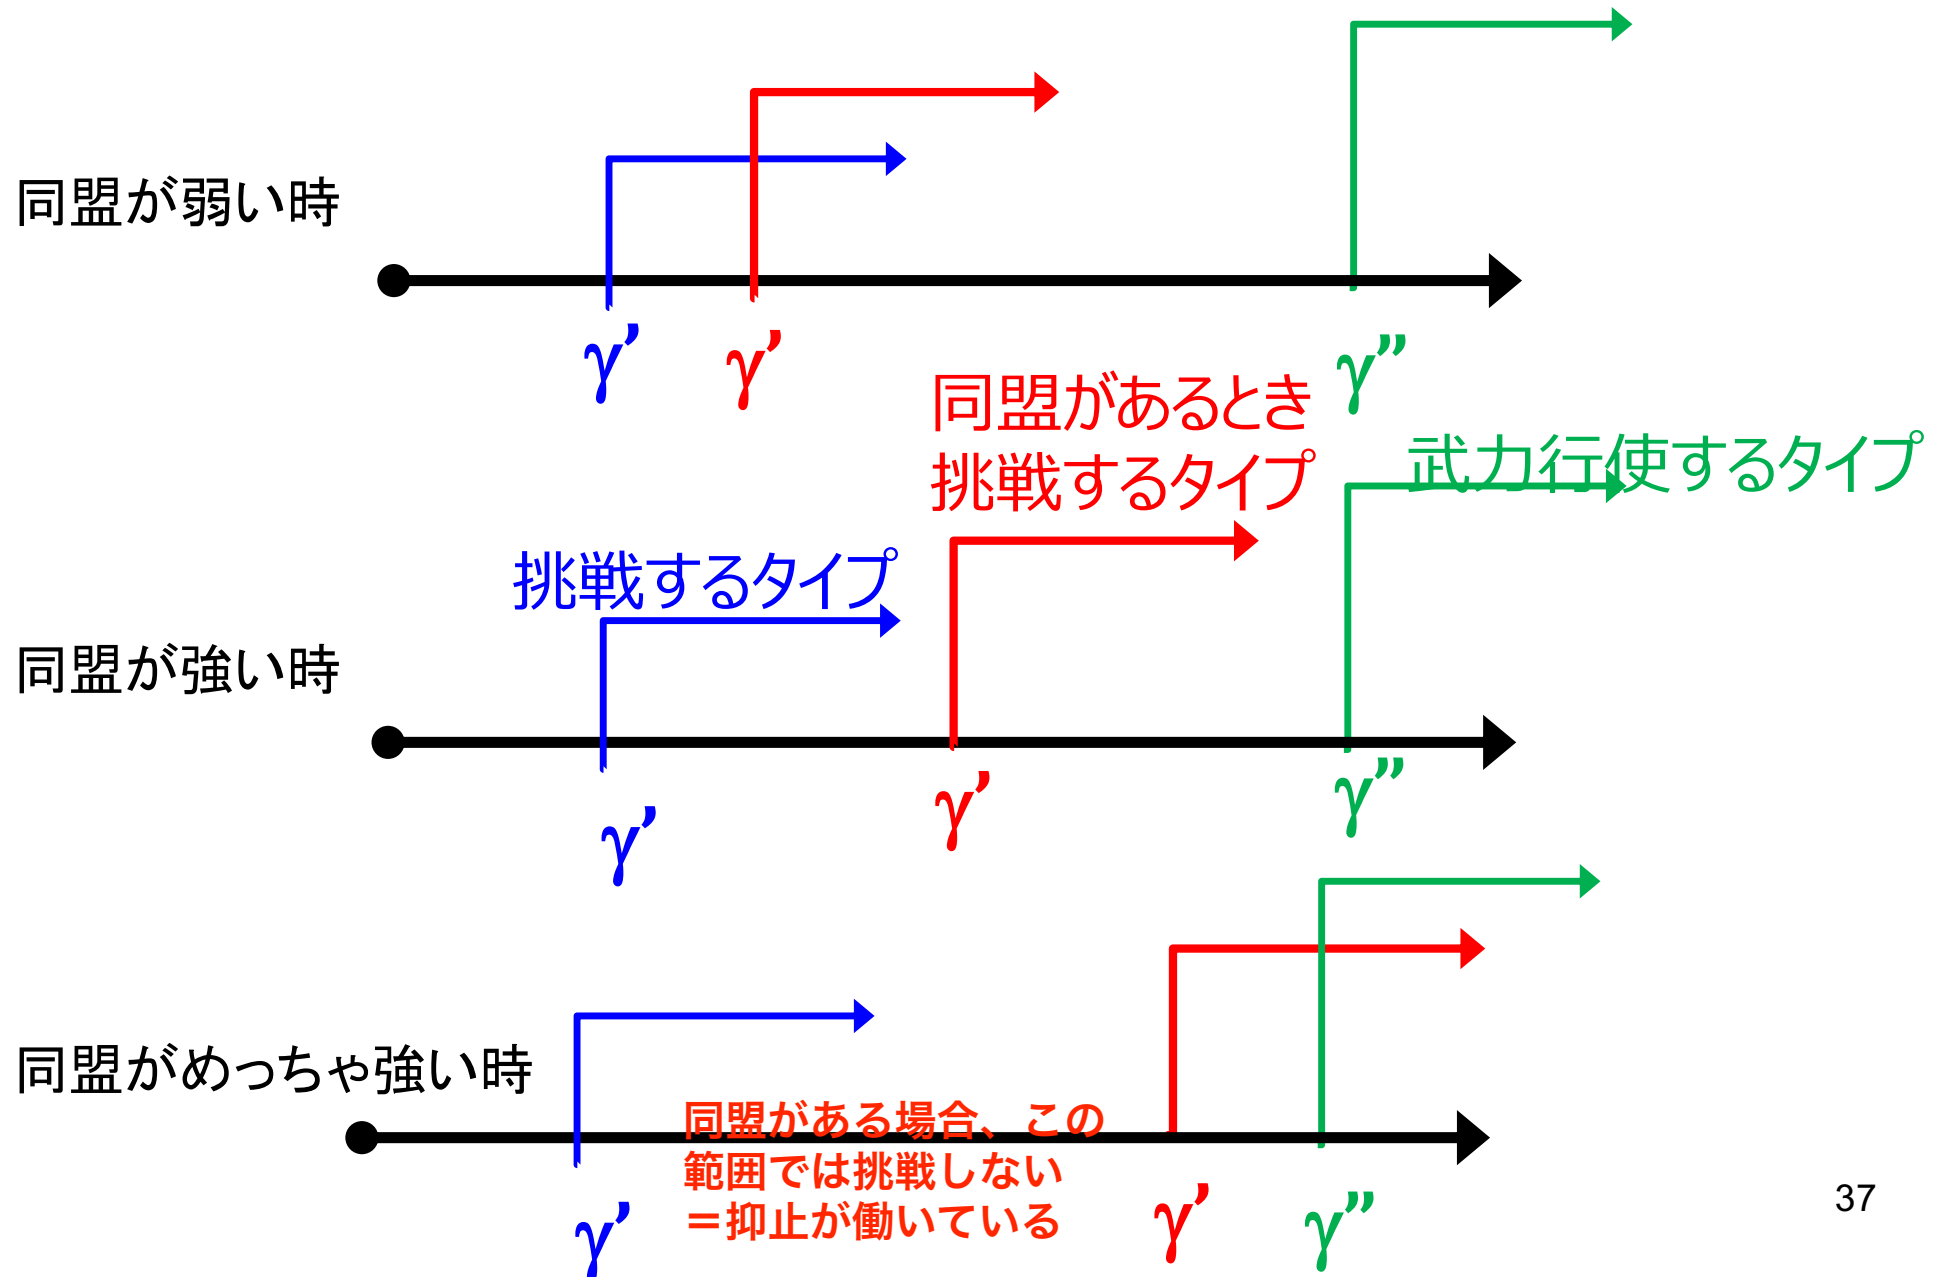 同盟が弱い時
γ’
γ’
γ”
同盟があるとき
挑戦するタイプ
武力行使するタイプ
挑戦するタイプ
同盟が強い時
γ’
γ’
γ”
同盟がめっちゃ強い時
同盟がある場合、この
範囲では挑戦しない
＝抑止が働いている
γ’
γ’
γ”
37